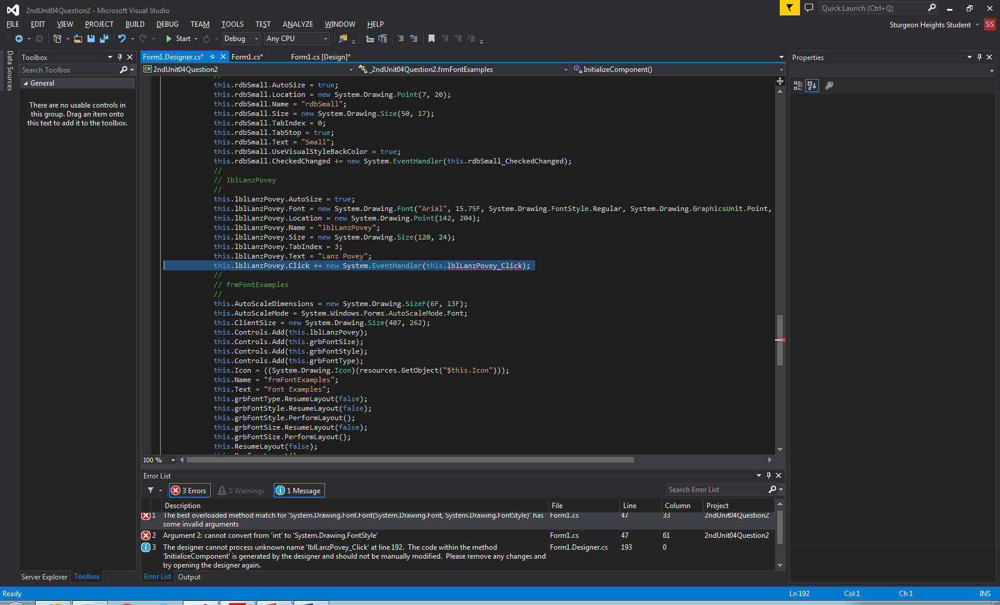 2ndUnit04Question2 - Microsoft Visual Studio
Quick Launch (Ctrl+Q)
FILE EDIT VIEW PROJECT BUILD DEBUG TEAM TOOLS TEST ANALYZE WINDOW HELP
Sturgeon Heights Student SS
Start Debug Any CPU
Data Sources
Toolbox
Search Toolbox
General
There are no usable controls in
this group. Drag an item onto
this text to add it to the toolbox.
Server Explorer Toolbox
Form1.Designer.cs* Form1.cs* Form1.cs [Design]*
2ndUnit04Question2 _2ndUnit04Question2.frmFontExamples InitializeComponent()
//
this.rdbSmall.AutoSize = true;
this.rdbSmall.Location = new System.Drawing.Point(7, 20);
this.rdbSmall.Name = "rdbSmall";
this.rdbSmall.Size = new System.Drawing.Size(50, 17);
this.rdbSmall.TabIndex = 0;
this.rdbSmall.TabStop = true;
this.rdbSmall.Text = "Small";
this.rdbSmall.UseVisualStyleBackColor = true;
this.rdbSmall.CheckedChanged += new System.EventHandler(this.rdbSmall_CheckedChanged);
//
// lblLanzPovey
//
this.lblLanzPovey.AutoSize = true;
this.lblLanzPovey.Font = new System.Drawing.Font("Arial", 15.75F, System.Drawing.FontStyle.Regular, System.Drawing.GraphicsUnit.Point,
this.lblLanzPovey.Location = new System.Drawing.Point(142, 204);
this.lblLanzPovey.Name = "lblLanzPovey";
this.lblLanzPovey.Size = new System.Drawing.Size(120, 24);
this.lblLanzPovey.TabIndex = 3;
this.lblLanzPovey.Text = "Lanz Povey";
this.lblLanzPovey.Click += new System.EventHandler(this.lblLanzPovey_Click);
//
// frmFontExamples
//
this.AutoScaleDimensions = new System.Drawing.SizeF(6F, 13F);
this.AutoScaleMode = System.Windows.Forms.AutoScaleMode.Font;
this.ClientSize = new System.Drawing.Size(407, 262);
this.Controls.Add(this.lblLanzPovey);
this.Controls.Add(this.grbFontSize);
this.Controls.Add(this.grbFontStyle);
this.Controls.Add(this.grbFontType);
this.Icon = ((System.Drawing.Icon)(resources.GetObject("$this.Icon")));
this.Name = "frmFontExamples";
this.Text = "Font Examples";
this.grbFontType.ResumeLayout(false);
this.grbFontStyle.ResumeLayout(false);
this.grbFontStyle.PerformLayout();
this.grbFontSize.ResumeLayout(false);
this.grbFontSize.PerformLayout();
this.ResumeLayout(false);
100 %
Properties
Error List
3 Errors 0 Warnings 1 Message
Search Error List
Description File Line Column Project
1 The best overloaded method match for 'System.Drawing.Font.Font(System.Drawing.Font, System.Drawing.FontStyle)' has Form1.cs 47 33 2ndUnit04Question2
some invalid arguments
2 Argument 2: cannot convert from 'int' to 'System.Drawing.FontStyle' Form1.cs 47 61 2ndUnit04Question2
3 The designer cannot process unknown name 'lblLanzPovey_Click' at line 192. The code within the method Form1.Designer.cs 193 0
'InitializeComponent' is generated by the designer and should not be manually modified. Please remove any changes and
try opening the designer again.
Error List Output
Ready Ln 192 Col 1 Ch 1 INS